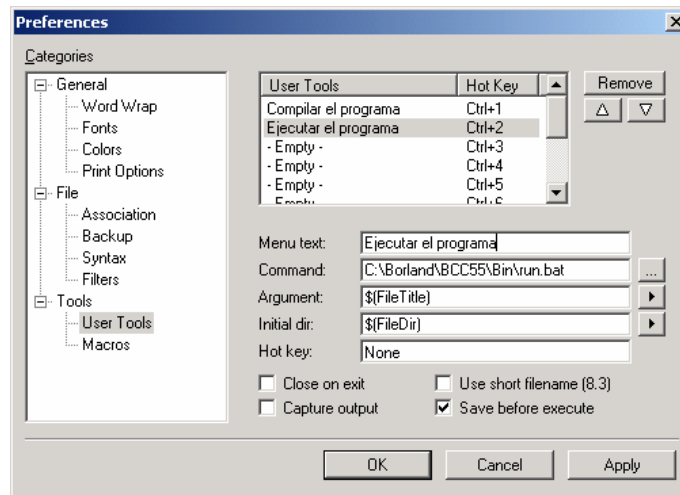 Preferences
Categories
General
Word Wrap
Fonts
Colors
Print Options
File
Association
Backup
Syntax
Filters
Tools
User Tools
Macros
User Tools Hot Key
Compilar el programa Ctrl+1
Ejecutar el programa Ctrl+2
- Empty - Ctrl+3
- Empty - Ctrl+4
- Empty - Ctrl+5
- Empty - Ctrl+6
Remove
Menu text: Ejecutar el programa
Command: C:\Borland\BCC55\Bin\run.bat ...
Argument: $(FileTitle)
Initial dir: $(FileDir)
Hot key: None
Close on exit Use short filename (8.3)
Capture output Save before execute
OK Cancel Apply